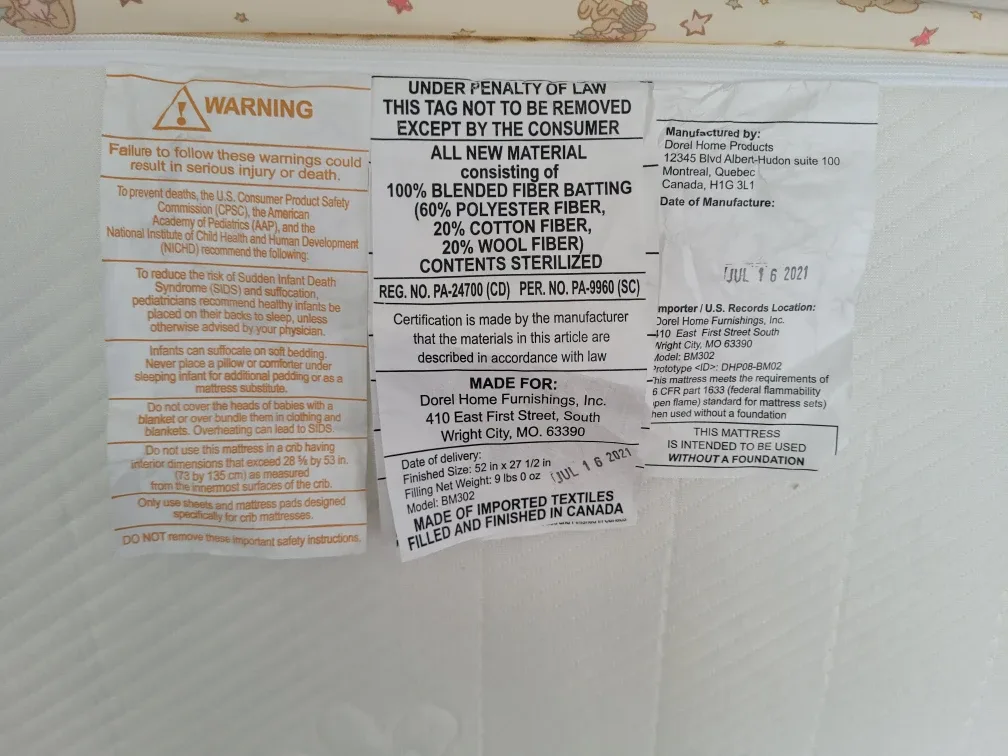 WARNING
Failure to follow these warnings could
result in serious injury or death.
To prevent deaths, the U.S. Consumer Product Safety
Commission (CPSC), the American
Academy of Pediatrics (AAP), and the
National Institute of Child Health and Human Development
(NICHD) recommend the following:
To reduce the risk of Sudden Infant Death
Syndrome (SIDS) and suffocation,
pediatricians recommend healthy infants be
placed on their backs to sleep, unless
otherwise advised by your physician.
Infants can suffocate on soft bedding.
Never place a pillow or comforter under
sleeping infant for additional padding or as a
mattress substitute.
Do not cover the heads of babies with a
blanket or over bundle them in clothing and
blankets. Overheating can lead to SIDS.
Do not use this mattress in a crib having
interior dimensions that exceed 28 ⅝ by 53 in.
(73 by 135 cm) as measured
from the innermost surfaces of the crib.
Only use sheets and mattress pads designed
specifically for crib mattresses.
DO NOT remove these important safety instructions.
UNDER PENALTY OF LAW
THIS TAG NOT TO BE REMOVED
EXCEPT BY THE CONSUMER
ALL NEW MATERIAL
consisting of
100% BLENDED FIBER BATTING
(60% POLYESTER FIBER,
20% COTTON FIBER,
20% WOOL FIBER)
CONTENTS STERILIZED
REG. NO. PA-24700 (CD) PER. NO. PA-9960 (SC)
Certification is made by the manufacturer
that the materials in this article are
described in accordance with law
MADE FOR:
Dorel Home Furnishings, Inc.
410 East First Street, South
Wright City, MO. 63390
Date of delivery:
Finished Size: 52 in x 27 1/2 in
Filling Net Weight: 9 lbs 0 oz JUL 16 2021
Model: BM302
MADE OF IMPORTED TEXTILES
FILLED AND FINISHED IN CANADA
Manufactured by:
Dorel Home Products
12345 Blvd Albert-Hudon suite 100
Montreal, Quebec
Canada, H1G 3L1
Date of Manufacture:
JUL 16 2021
mporter / U.S. Records Location:
Dorel Home Furnishings, Inc.
410 East First Street South
Wright City, MO 63390
Model: BM302
Prototype <ID>: DHP08-BM02
This mattress meets the requirements of
6 CFR part 1633 (federal flammability
open flame) standard for mattress sets)
hen used without a foundation
THIS MATTRESS
IS INTENDED TO BE USED
WITHOUT A FOUNDATION